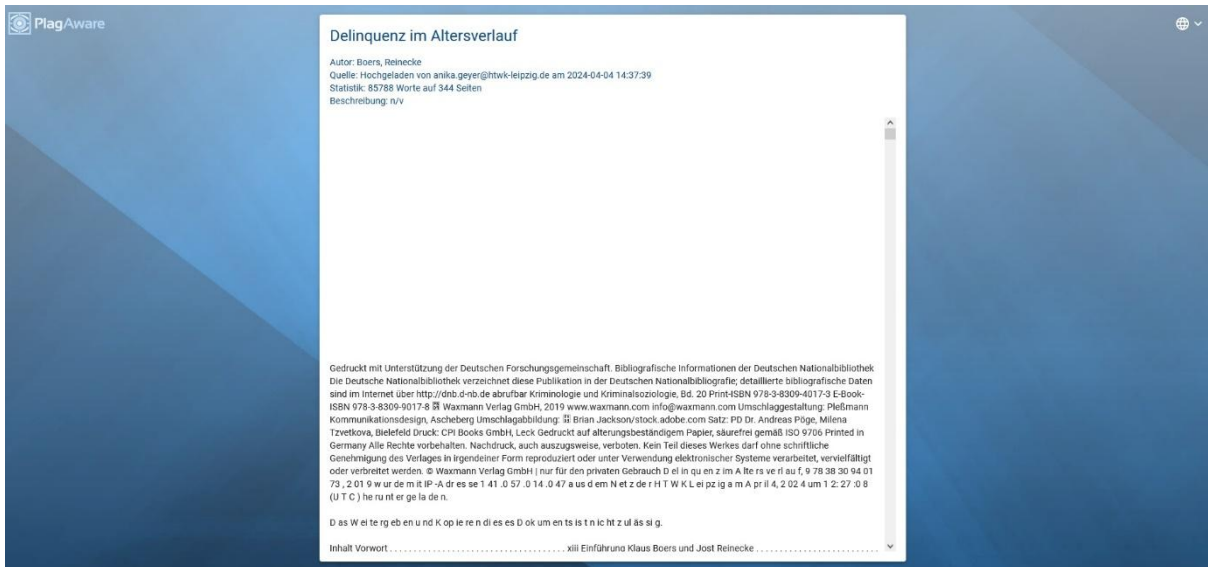 PlagAware
Delinquenz im Altersverlauf
Autor: Boers, Reinecke
Quelle: Hochgeladen von anika.geyer@htwk-leipzig.de am 2024-04-04 14:37:39
Statistik: 85788 Worte auf 344 Seiten
Beschreibung: n/v
Gedruckt mit Unterstützung der Deutschen Forschungsgemeinschaft. Bibliografische Informationen der Deutschen Nationalbibliothek
Die Deutsche Nationalbibliothek verzeichnet diese Publikation in der Deutschen Nationalbibliografie; detaillierte bibliografische Daten
sind im Internet über http://dnb.d-nb.de abrufbar Kriminologie und Kriminalsoziologie, Bd. 20 Print-ISBN 978-3-8309-4017-3 E-Book-
ISBN 978-3-8309-9017-8 Waxmann Verlag GmbH, 2019 www.waxmann.com info@waxmann.com Umschlaggestaltung: Pleßmann
Kommunikationsdesign, Ascheberg Umschlagabbildung: Brian Jackson/stock.adobe.com Satz: PD Dr. Andreas Pöge, Milena
Tzvetkova, Bielefeld Druck: CPI Books GmbH, Leck Gedruckt auf alterungsbeständigem Papier, säurefrei gemäß ISO 9706 Printed in
Germany Alle Rechte vorbehalten. Nachdruck, auch auszugsweise, verboten. Kein Teil dieses Werkes darf ohne schriftliche
Genehmigung des Verlages in irgendeiner Form reproduziert oder unter Verwendung elektronischer Systeme verarbeitet, vervielfältigt
oder verbreitet werden. © Waxmann Verlag GmbH | nur für den privaten Gebrauch D el in qu en z im A lte rs ve rl au f, 9 78 38 30 94 01
73 , 2 01 9 w ur de m it IP -A dr es se 1 41 .0 57 .0 14 .0 47 a us d em N et z de r H T W K L ei pz ig a m A pr il 4, 2 02 4 um 1 2: 27 :0 8
(U T C ) he ru nt er ge la de n.
D as W ei te rg eb en u nd K op ie re n di es es D ok um en ts is t n ic ht z ul äs si g.
Inhalt Vorwort . . . . . . . . . . . . . . . . . . . . . . . . . . . . . . . . . . . . xiii Einführung Klaus Boers und Jost Reinecke . . . . . . . . . . . . . . . . . . . . . . . . .